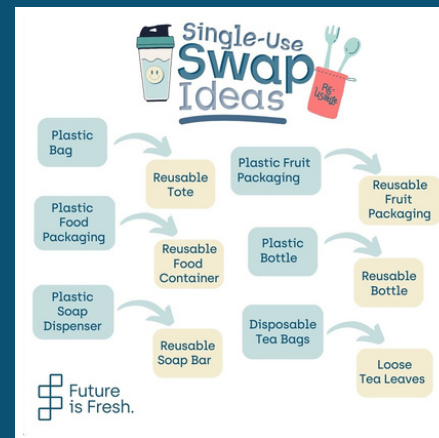 Single-Use
Swap
Ideas
RE-
USABLE
Plastic
Bag
Reusable
Tote
Plastic
Food
Packaging
Reusable
Food
Container
Plastic
Soap
Dispenser
Reusable
Soap Bar
Plastic Fruit
Packaging
Reusable
Fruit
Packaging
Plastic
Bottle
Reusable
Bottle
Disposable
Tea Bags
Loose
Tea Leaves
Future
is Fresh.